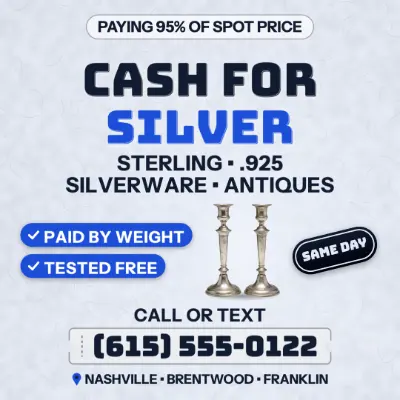 PAYING 95% OF SPOT PRICE
CASH FOR
SILVER
STERLING • .925
SILVERWARE • ANTIQUES
PAID BY WEIGHT
TESTED FREE
SAME DAY
CALL OR TEXT
(615) 555-0122
NASHVILLE • BRENTWOOD • FRANKLIN